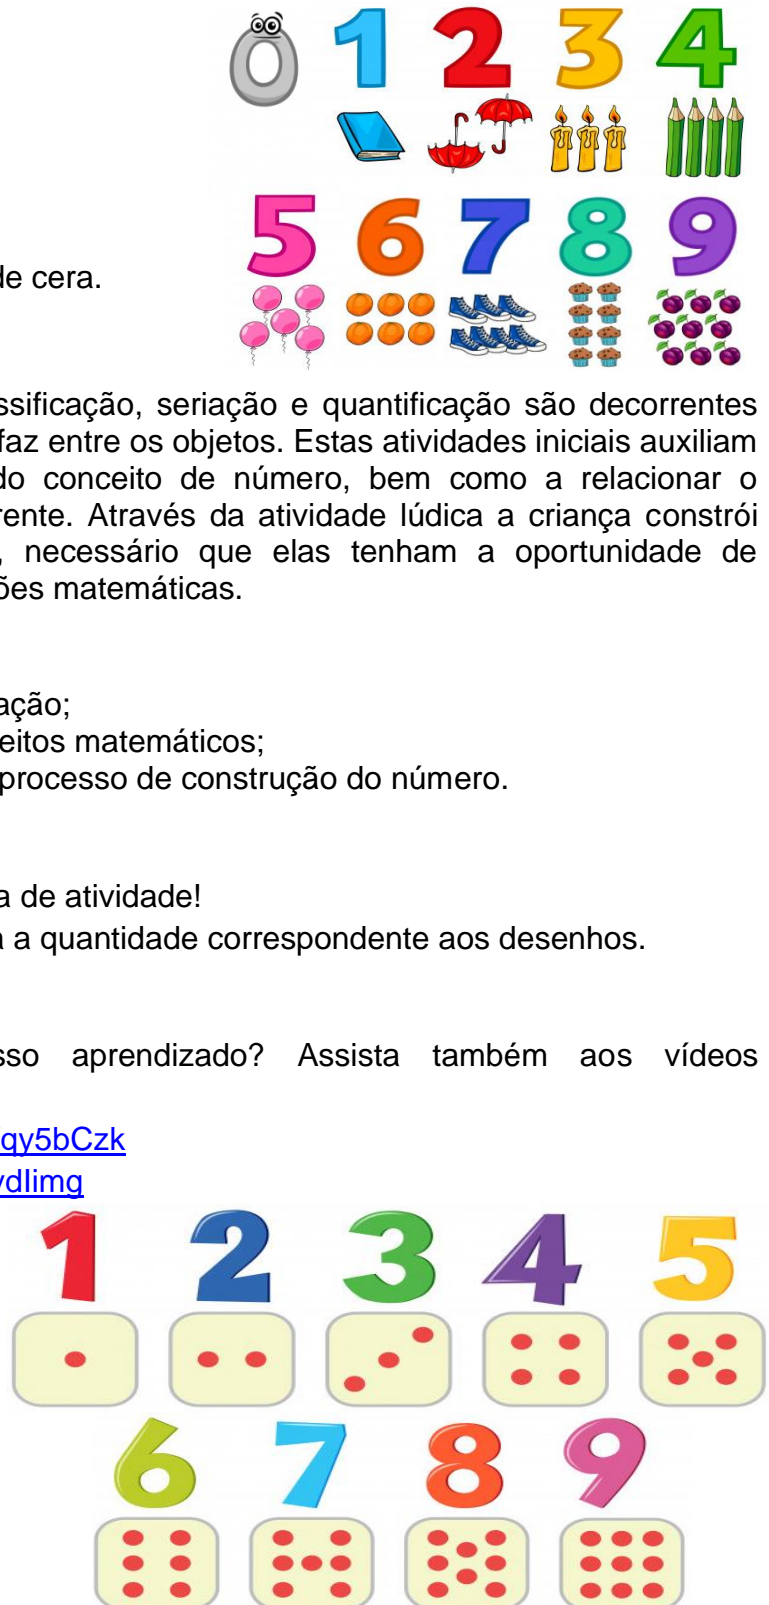 0 1 2 3 4
5 6 7 8 9
de cera.
ssificação, seriação e quantificação são decorrentes
faz entre os objetos. Estas atividades iniciais auxiliam
do conceito de número, bem como a relacionar o
rente. Através da atividade lúdica a criança constrói
, necessário que elas tenham a oportunidade de
ões matemáticas.
ação;
eitos matemáticos;
processo de construção do número.
a de atividade!
a quantidade correspondente aos desenhos.
sso aprendizado? Assista também aos vídeos
qy5bCzk
vdlimg
1 2 3 4 5
6 7 8 9